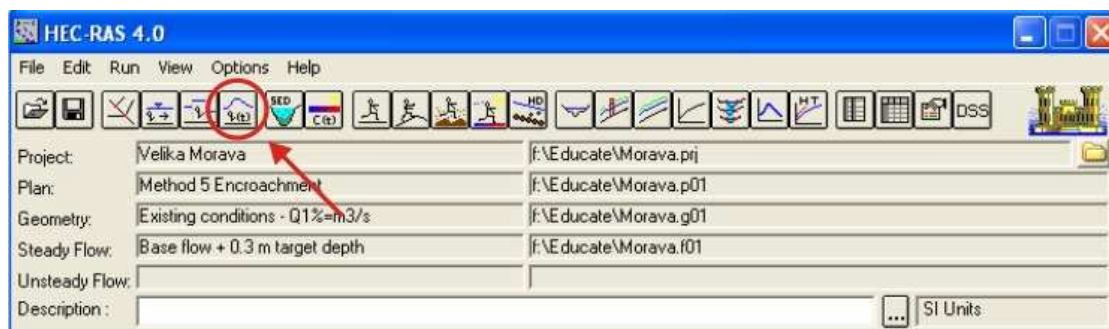 HEC-RAS 4.0
File Edit Run View Options Help
SED C(t) HD HT DSS
Project: Velika Morava f:\Educate\Morava.prj
Plan: Method 5 Encroachment f:\Educate\Morava.p01
Geometry: Existing conditions - Q1%=m3/s f:\Educate\Morava.g01
Steady Flow: Base flow + 0.3 m target depth f:\Educate\Morava.f01
Unsteady Flow:
Description : ... SI Units